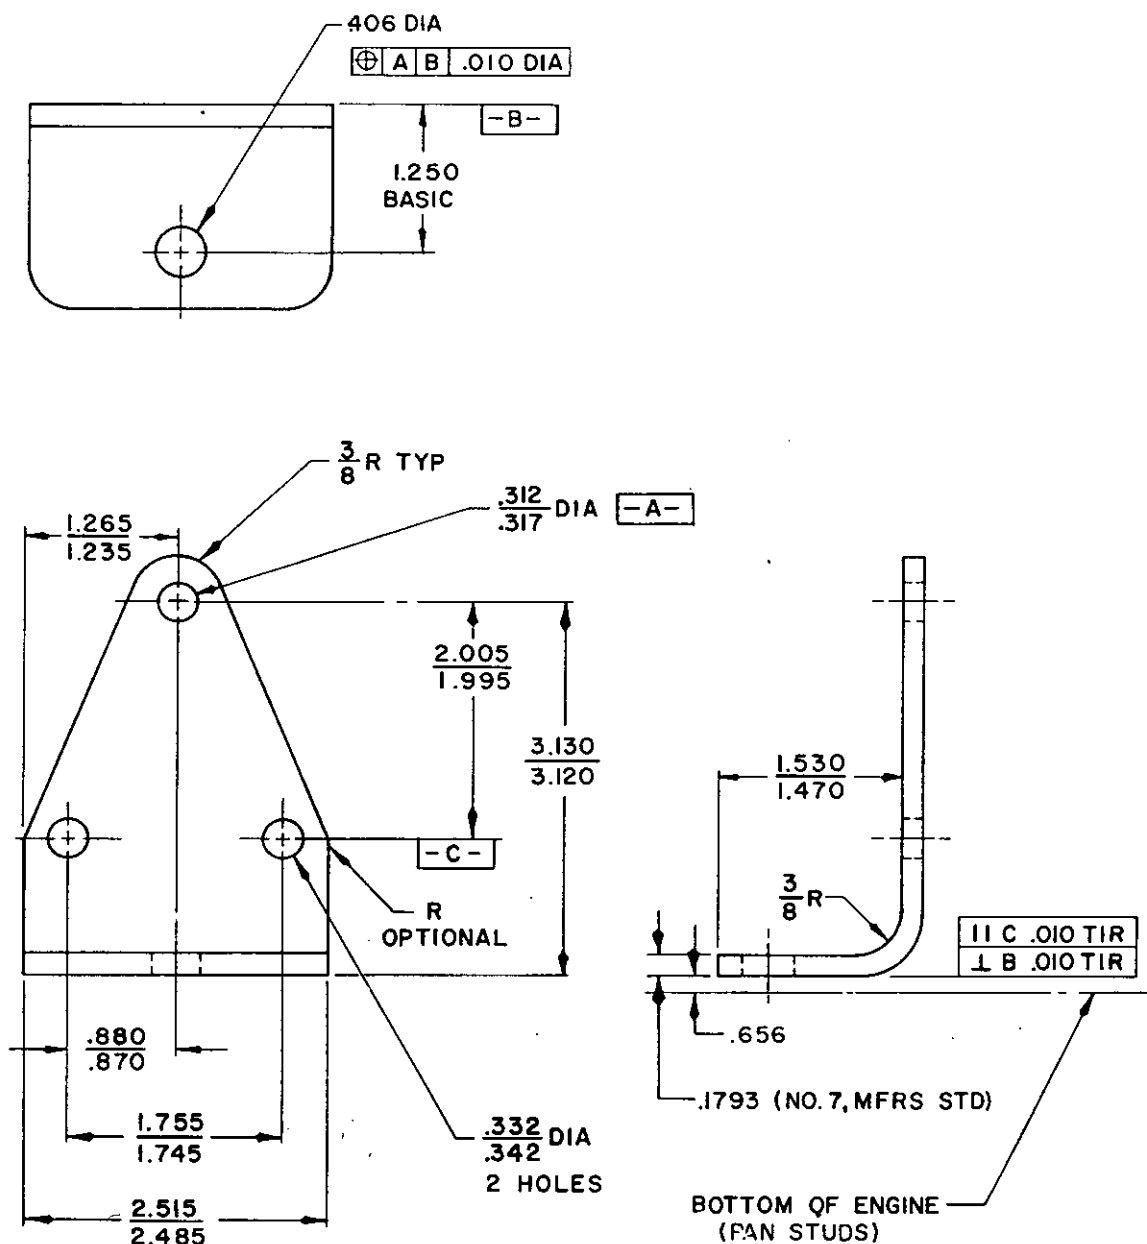 .406 DIA
⌖ A B .010 DIA
-B-
1.250
BASIC
3/8 R TYP
.312
.317 DIA -A-
1.265
1.235
2.005
1.995
3.130
3.120
1.530
1.470
-C-
3/8 R
R
OPTIONAL
|| C .010 TIR
⊥ B .010 TIR
.656
.880
.870
.1793 (NO. 7, MFRS STD)
1.755
1.745
.332
.342 DIA
2 HOLES
2.515
2.485
BOTTOM OF ENGINE
(PAN STUDS)